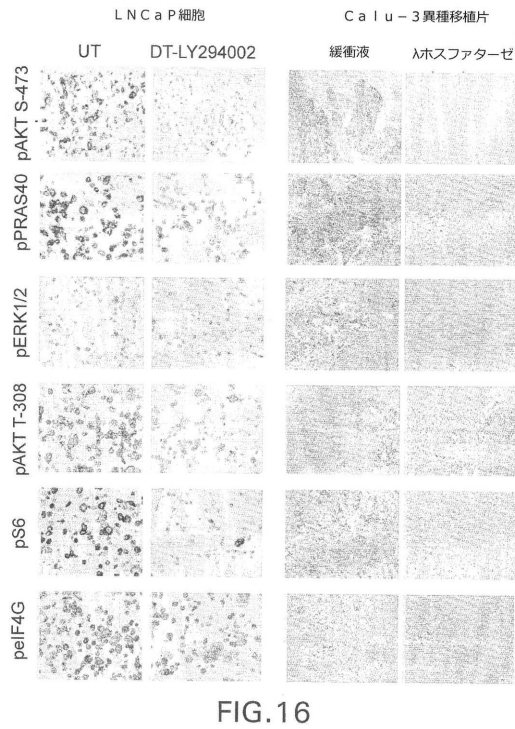 LNCaP細胞
Calu-3異種移植片
UT
DT-LY294002
緩衝液
λホスファターゼ
pAKT S-473
pPRAS40
pERK1/2
pAKT T-308
pS6
peIF4G
FIG.16